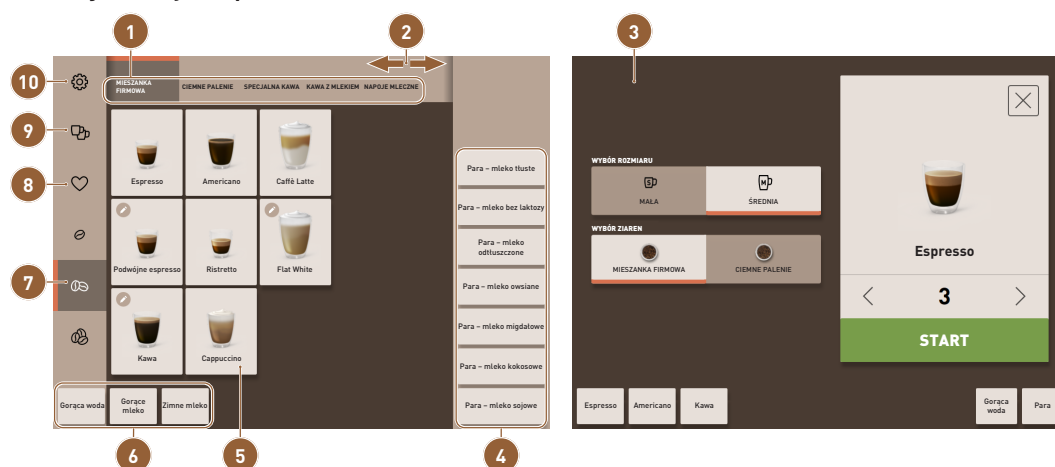 1
2
3
10
MIESZANKA
FIRMOWA
CIEMNE PALENIE
SPECJALNA KAWA
KAWA Z MLEKIEM
NAPOJE MLECZNE
9
8
7
Espresso
Americano
Caffè Latte
Podwójne espresso
Ristretto
Flat White
Kawa
Cappuccino
Gorąca woda
Gorące
mleko
Zimne mleko
6
5
Para – mleko tłuste
Para – mleko bez laktozy
Para – mleko
odtłuszczone
Para – mleko owsiane
Para – mleko migdałowe
Para – mleko kokosowe
Para – mleko sojowe
4
WYBÓR ROZMIARU
S
MAŁA
M
ŚREDNIA
WYBÓR ZIAREN
MIESZANKA FIRMOWA
CIEMNE PALENIE
Espresso
3
START
Espresso
Americano
Kawa
Gorąca
woda
Para